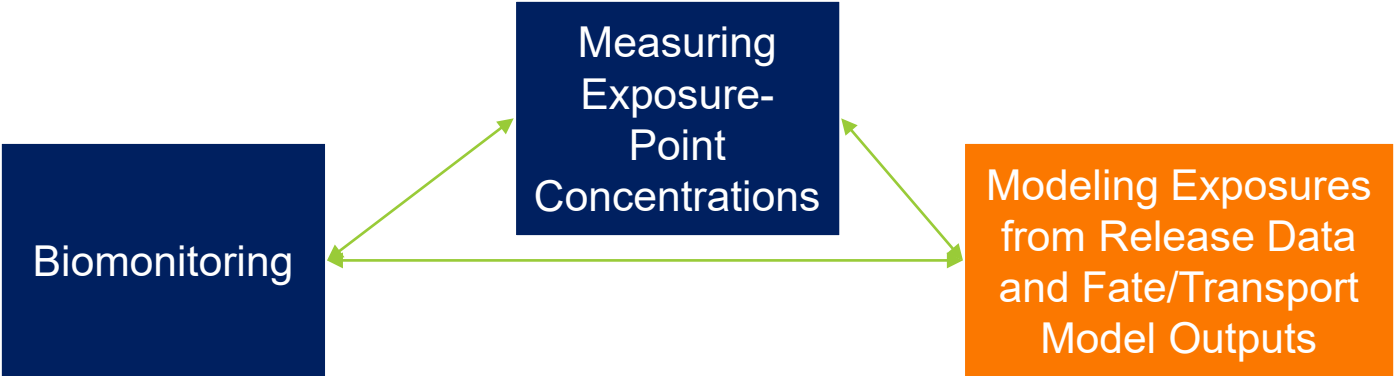 Measuring
Exposure-
Point
Concentrations
Biomonitoring
Modeling Exposures
from Release Data
and Fate/Transport
Model Outputs